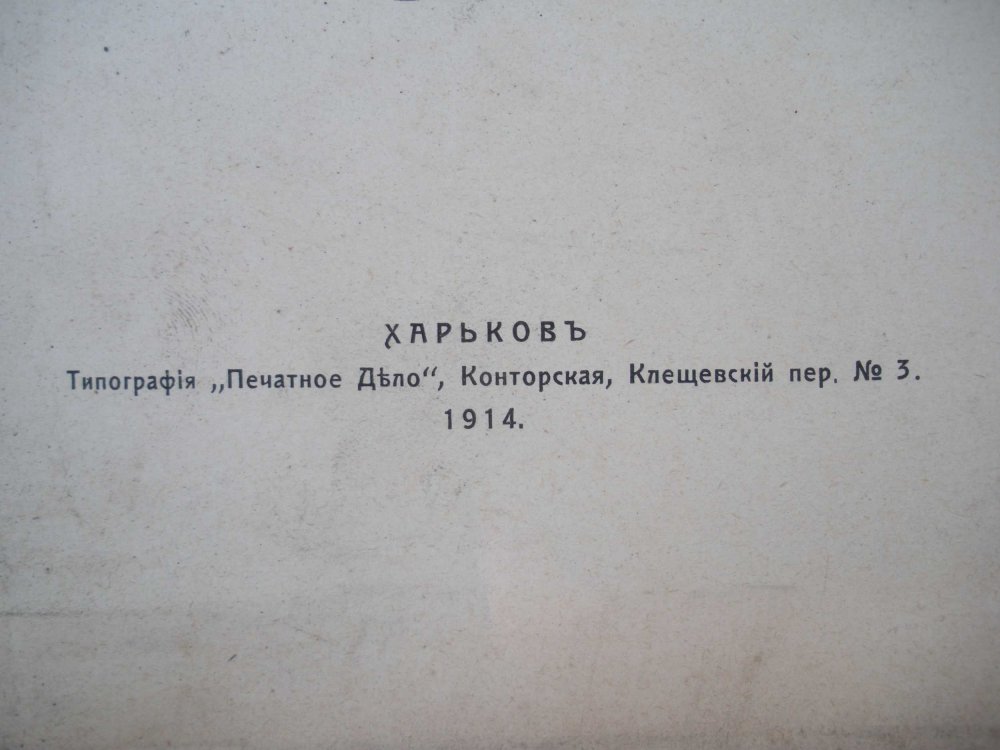 ХАРЬКОВЪ
Типографія „Печатное Дѣло“, Конторская, Клещевскій пер. № 3.
1914.